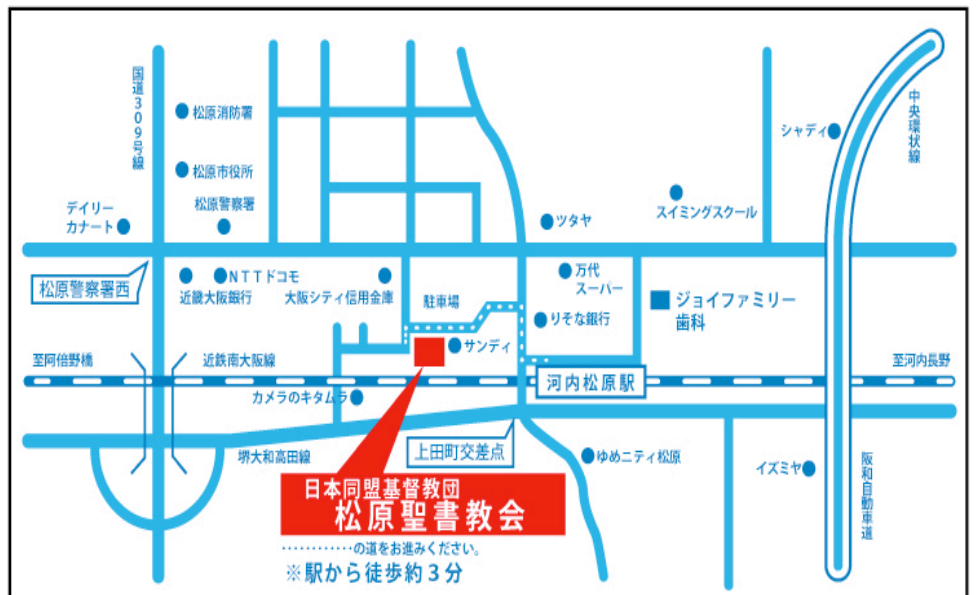 国道309号線
松原消防署
松原市役所
松原警察署
デイリー
カナート
シャディ
中央環状線
スイミングスクール
ツタヤ
松原警察署西
近畿大阪銀行
NTTドコモ
大阪シティ信用金庫
駐車場
万代
スーパー
りそな銀行
ジョイファミリー
歯科
サンディ
至阿倍野橋
近鉄南大阪線
河内松原駅
至河内長野
カメラのキタムラ
堺大和高田線
上田町交差点
ゆめニティ松原
イズミヤ
阪和自動車道
日本同盟基督教団
松原聖書教会
…………の道をお進みください。
※駅から徒歩約3分